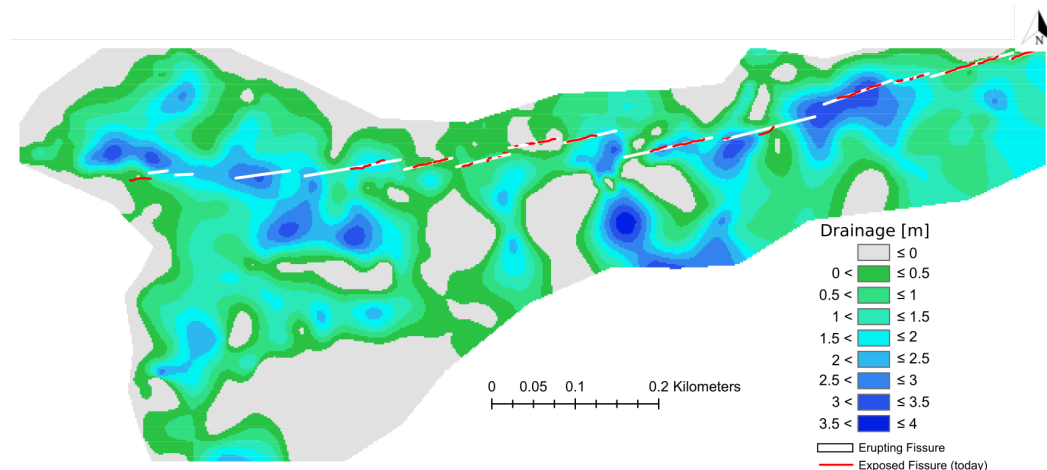 N
Drainage [m]
≤ 0
0 < ≤ 0.5
0.5 < ≤ 1
1 < ≤ 1.5
1.5 < ≤ 2
2 < ≤ 2.5
2.5 < ≤ 3
3 < ≤ 3.5
3.5 < ≤ 4
0 0.05 0.1 0.2 Kilometers
Erupting Fissure
Exposed Fissure (today)